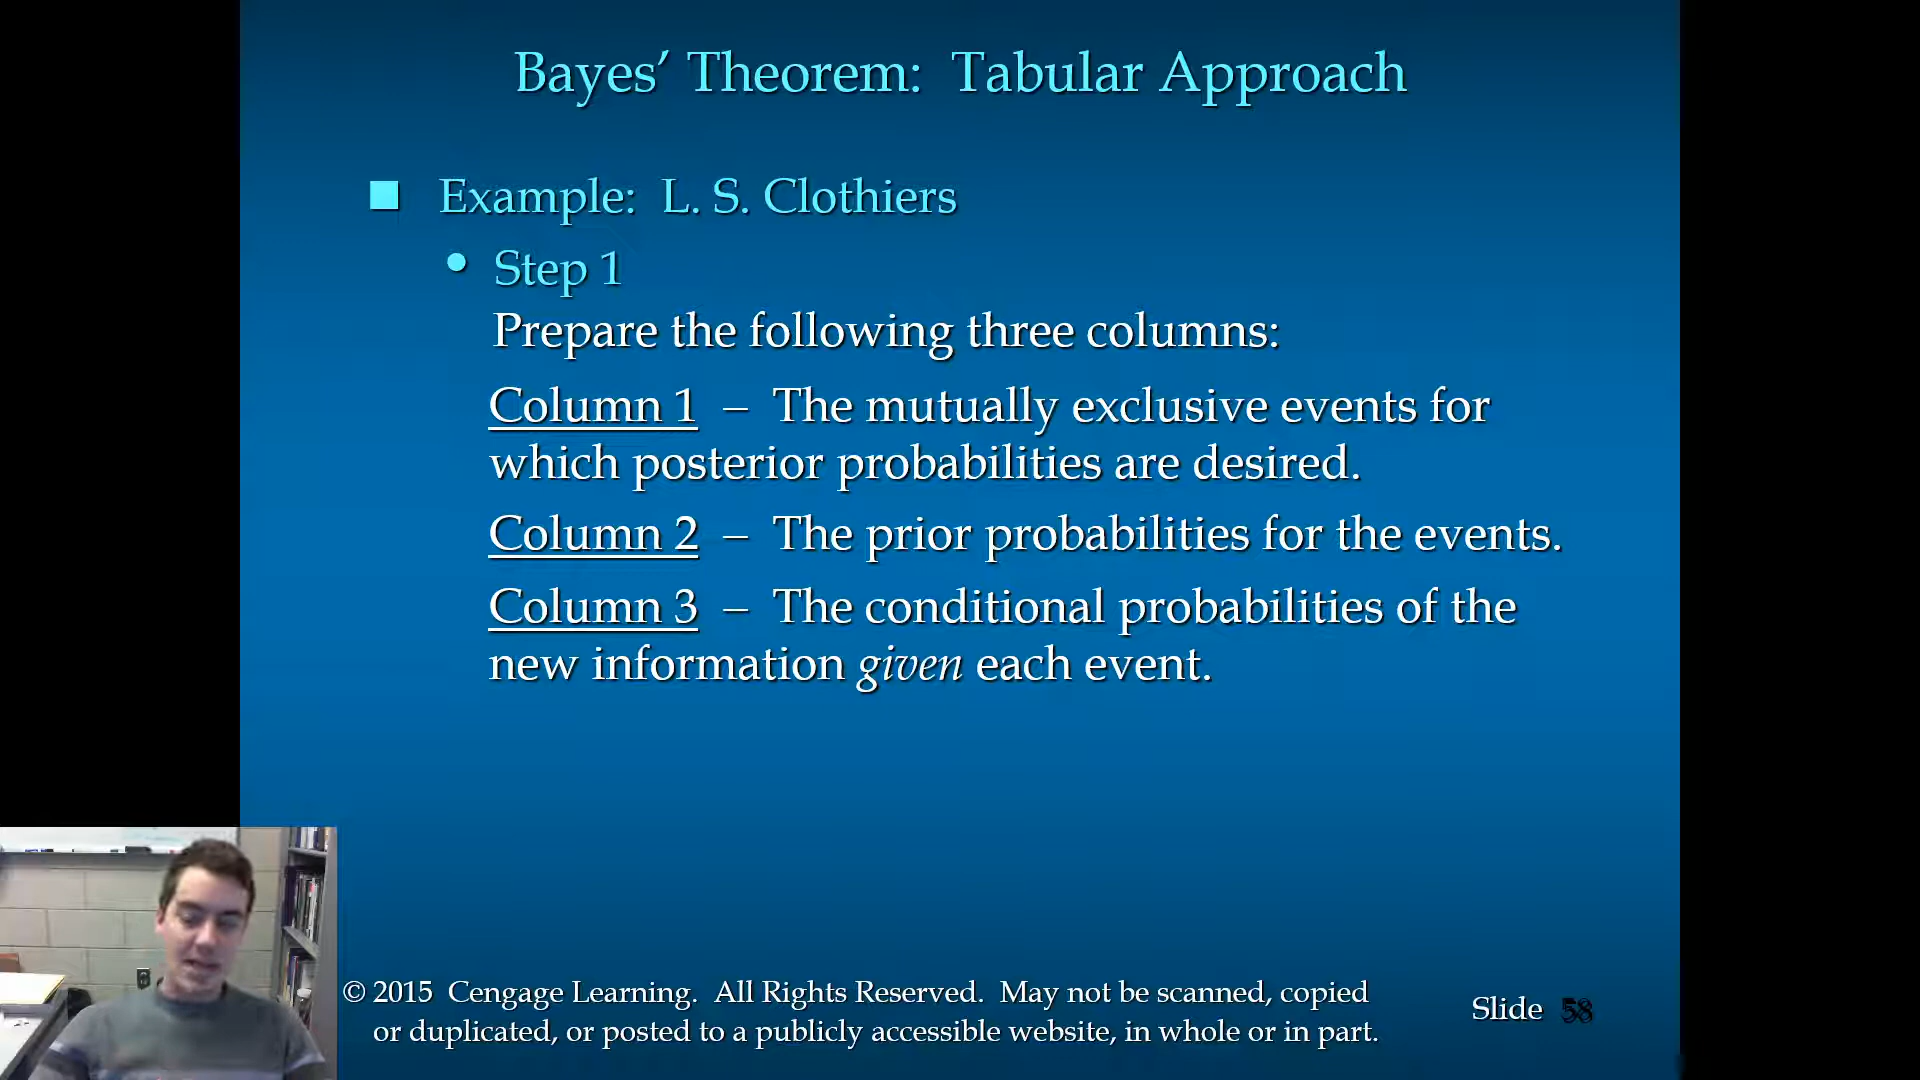 Bayes’ Theorem: Tabular Approach
Example: L. S. Clothiers
Step 1
Prepare the following three columns:
Column 1 – The mutually exclusive events for
which posterior probabilities are desired.
Column 2 – The prior probabilities for the events.
Column 3 – The conditional probabilities of the
new information given each event.
© 2015 Cengage Learning. All Rights Reserved. May not be scanned, copied
or duplicated, or posted to a publicly accessible website, in whole or in part.
Slide